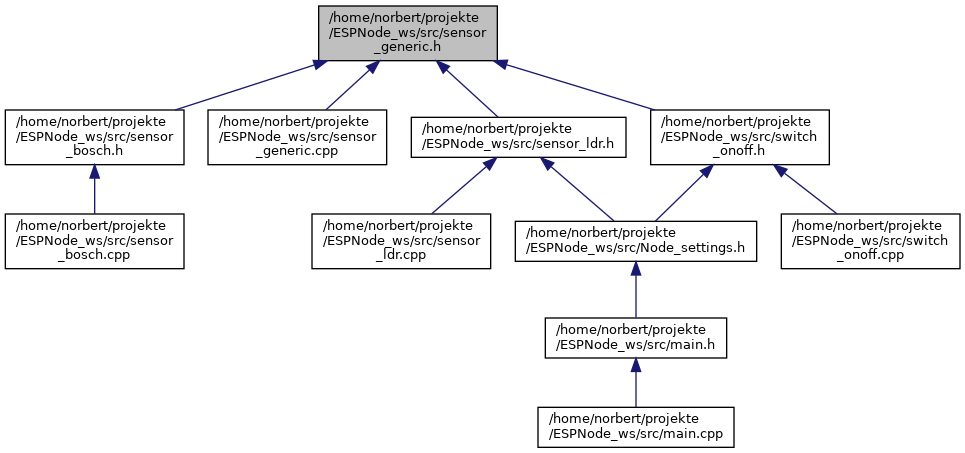 /home/norbert/projekte
/ESPNode_ws/src/sensor
_generic.h
/home/norbert/projekte
/ESPNode_ws/src/sensor
_bosch.h
/home/norbert/projekte
/ESPNode_ws/src/sensor
_generic.cpp
/home/norbert/projekte
/ESPNode_ws/src/sensor_ldr.h
/home/norbert/projekte
/ESPNode_ws/src/switch
_onoff.h
/home/norbert/projekte
/ESPNode_ws/src/sensor
_bosch.cpp
/home/norbert/projekte
/ESPNode_ws/src/sensor
_ldr.cpp
/home/norbert/projekte
/ESPNode_ws/src/Node_settings.h
/home/norbert/projekte
/ESPNode_ws/src/switch
_onoff.cpp
/home/norbert/projekte
/ESPNode_ws/src/main.h
/home/norbert/projekte
/ESPNode_ws/src/main.cpp